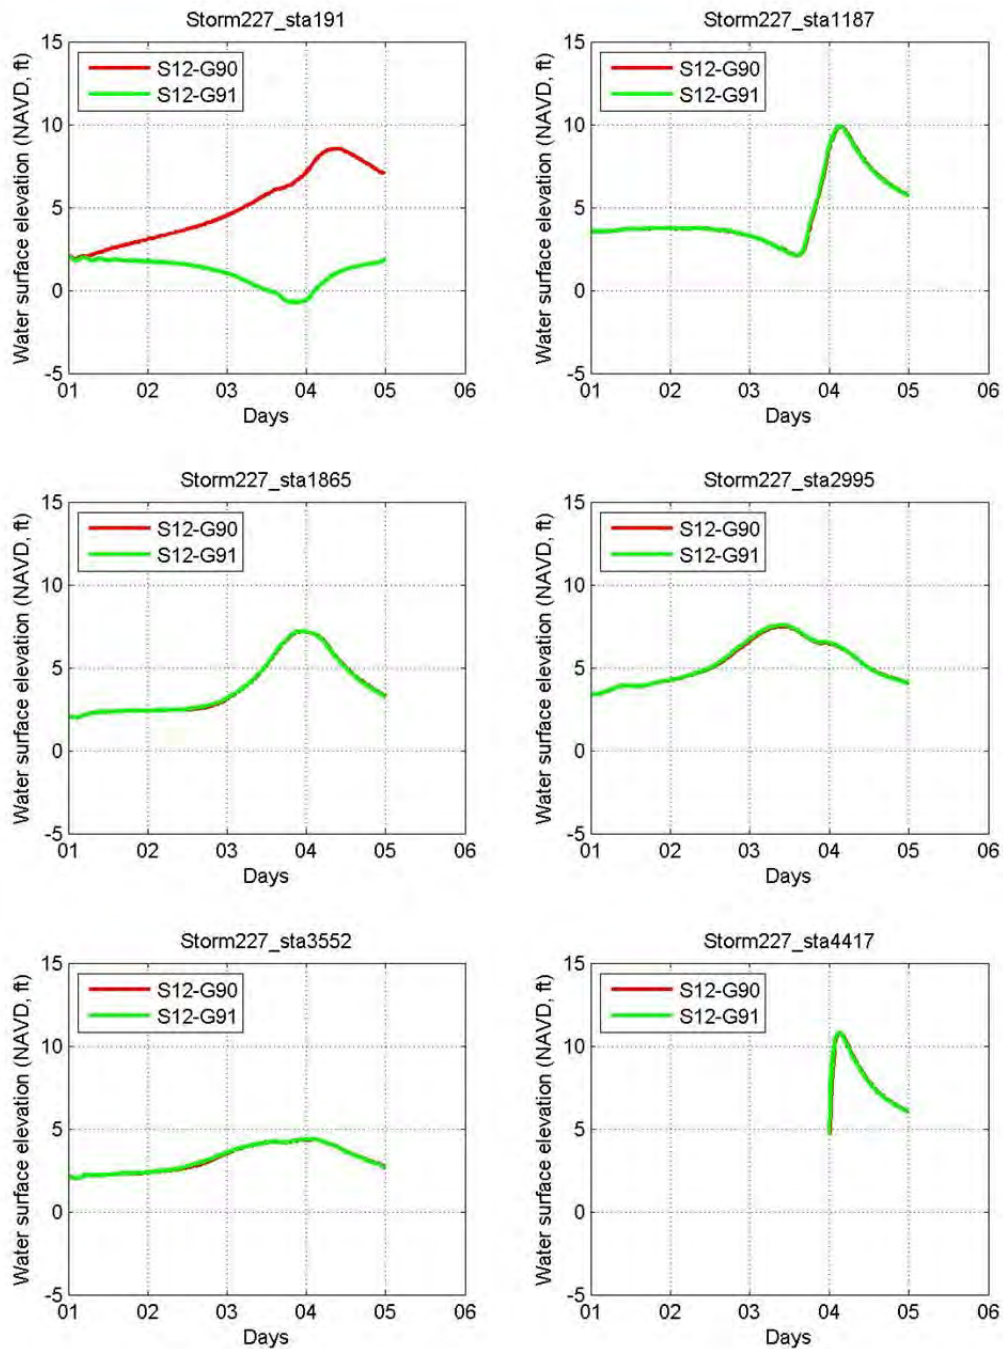 Storm227_sta191
15
S12-G90
S12-G91
10
5
0
-5
01 02 03 04 05 06
Days
Water surface elevation (NAVD, ft)
Storm227_sta1187
15
S12-G90
S12-G91
10
5
0
-5
01 02 03 04 05 06
Days
Water surface elevation (NAVD, ft)
Storm227_sta1865
15
S12-G90
S12-G91
10
5
0
-5
01 02 03 04 05 06
Days
Water surface elevation (NAVD, ft)
Storm227_sta2995
15
S12-G90
S12-G91
10
5
0
-5
01 02 03 04 05 06
Days
Water surface elevation (NAVD, ft)
Storm227_sta3552
15
S12-G90
S12-G91
10
5
0
-5
01 02 03 04 05 06
Days
Water surface elevation (NAVD, ft)
Storm227_sta4417
15
S12-G90
S12-G91
10
5
0
-5
01 02 03 04 05 06
Days
Water surface elevation (NAVD, ft)